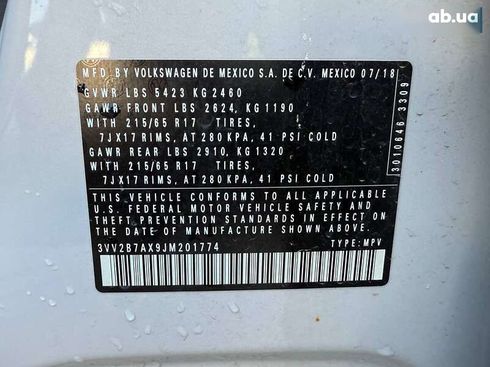 ab.ua
MFD. BY VOLKSWAGEN DE MEXICO S.A. DE C.V. MEXICO 07/18
GVWR LBS 5423 KG 2460
GAWR FRONT LBS 2624, KG 1190
WITH 215/65 R17 TIRES,
7JX17 RIMS, AT 280 KPA, 41 PSI COLD
GAWR REAR LBS 2910, KG 1320
WITH 215/65 R17 TIRES,
7JX17 RIMS, AT 280 KPA, 41 PSI COLD
THIS VEHICLE CONFORMS TO ALL APPLICABLE
U.S. FEDERAL MOTOR VEHICLE SAFETY AND
THEFT PREVENTION STANDARDS IN EFFECT ON
THE DATE OF MANUFACTURE SHOWN ABOVE.
3VV2B7AX9JM201774 TYPE: MPV
3010646 3309